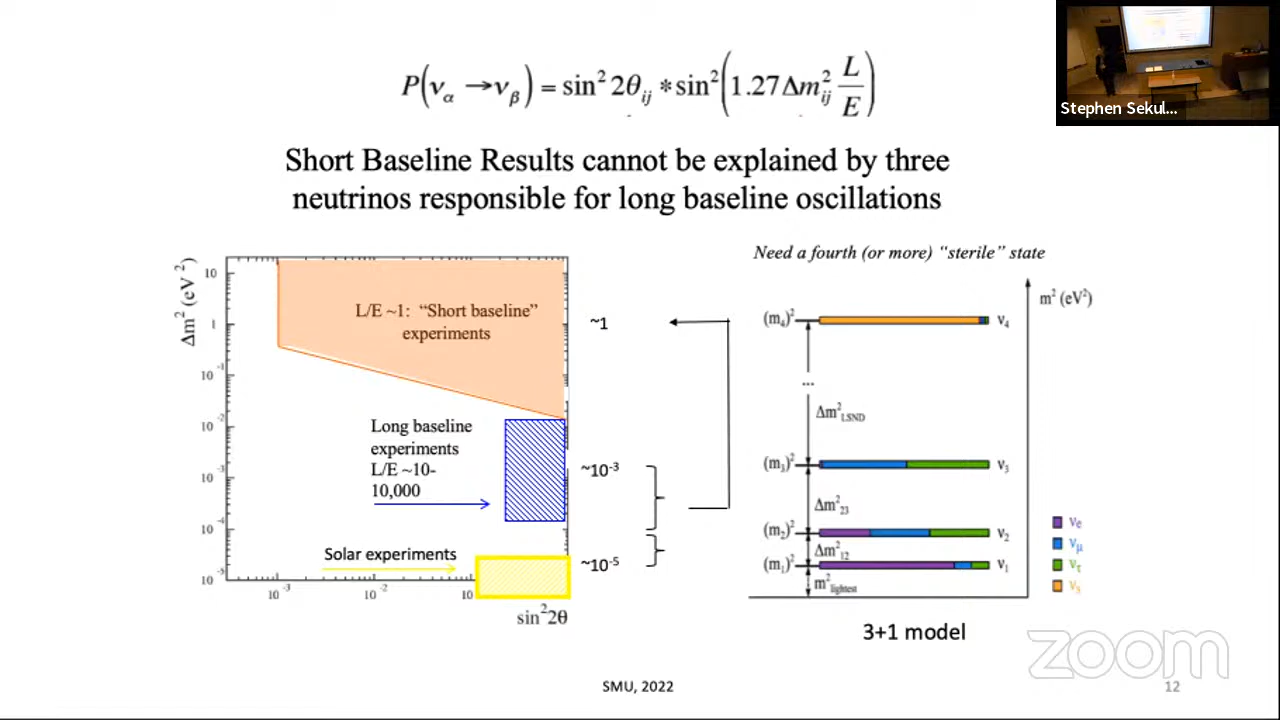 Stephen Sekul...
P(ν_α → ν_β) = sin² 2θ_ij * sin²(1.27 Δm²_ij L/E)
Short Baseline Results cannot be explained by three
neutrinos responsible for long baseline oscillations
Need a fourth (or more) “sterile” state
Δm² (eV²)
10
1
10⁻¹
10⁻²
10⁻³
10⁻⁴
10⁻⁵
L/E ~1: “Short baseline”
experiments
Long baseline
experiments
L/E ~10-
10,000
Solar experiments
10⁻³
10⁻²
10
sin²2θ
~1
~10⁻³
~10⁻⁵
m² (eV²)
(m₄)²
ν₄
...
Δm²LSND
(m₃)²
ν₃
Δm²₂₃
(m₂)²
ν₂
Δm²₁₂
(m₁)²
ν₁
m²lightest
νe
νμ
ντ
νs
3+1 model
zoom
SMU, 2022
12